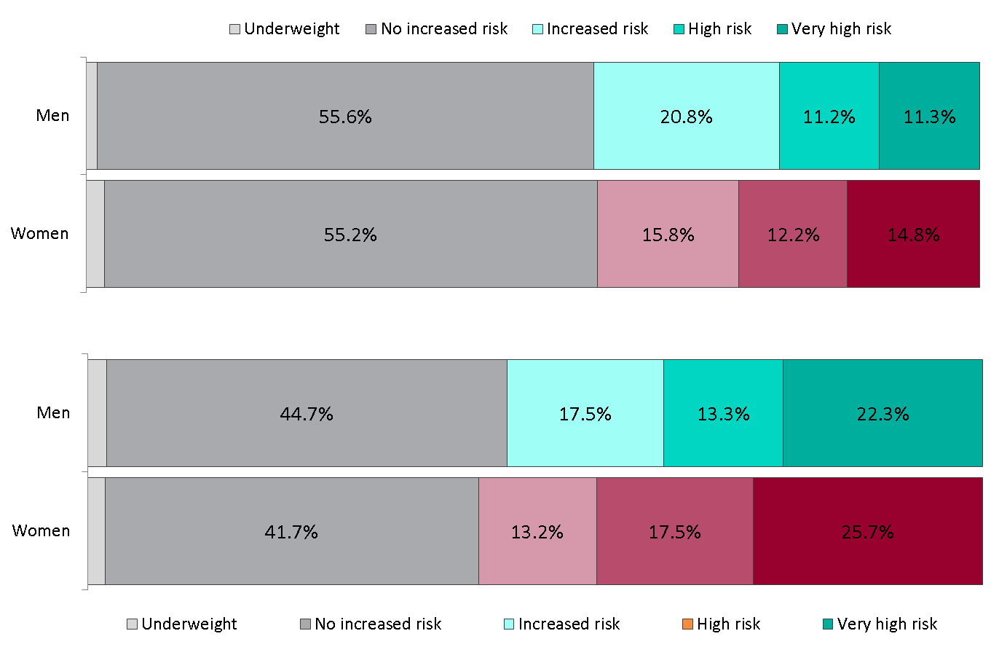 Underweight No increased risk Increased risk High risk Very high risk
Men 55.6% 20.8% 11.2% 11.3%
Women 55.2% 15.8% 12.2% 14.8%
Men 44.7% 17.5% 13.3% 22.3%
Women 41.7% 13.2% 17.5% 25.7%
Underweight No increased risk Increased risk High risk Very high risk